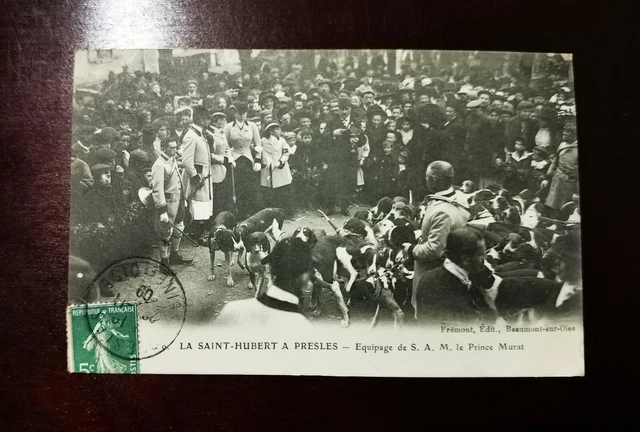 Frémont, Edit., Beaumont-sur-Oise
LA SAINT-HUBERT A PRESLES — Equipage de S. A. M. le Prince Murat
REPUBLIQUE FRANÇAISE
5c